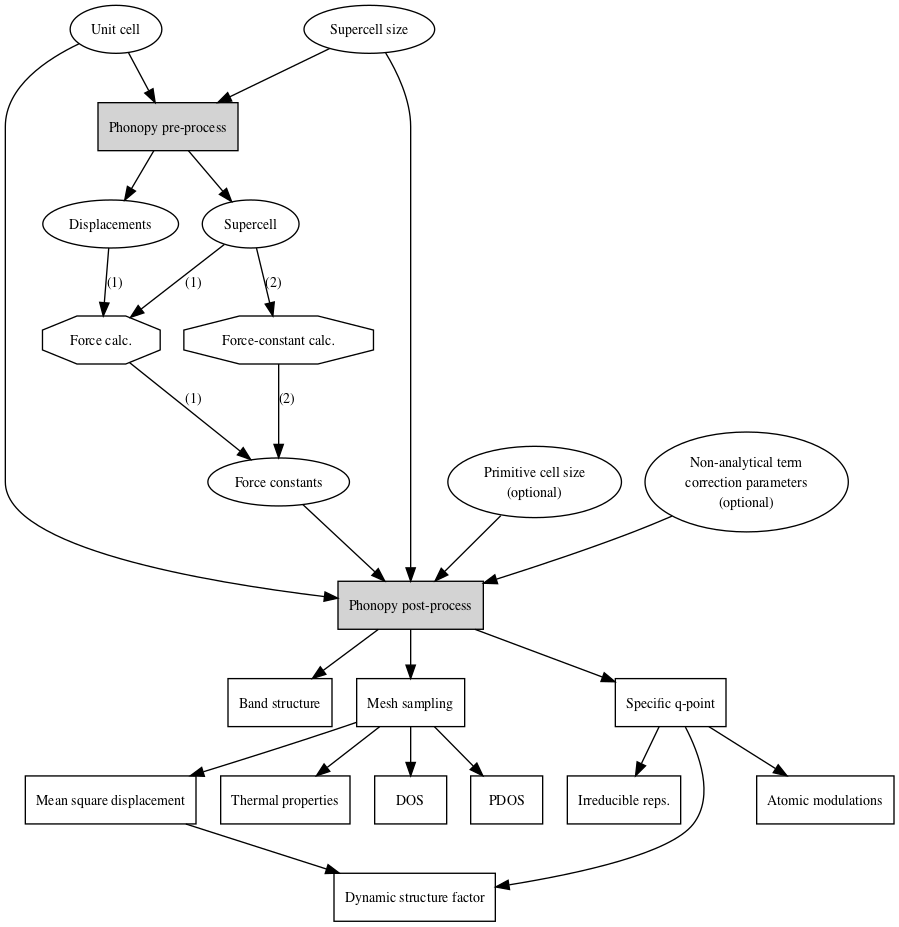 Unit cell
Supercell size
Phonopy pre-process
Displacements
Supercell
(1)
(1)
(2)
Force calc.
Force-constant calc.
(1)
(2)
Force constants
Primitive cell size
(optional)
Non-analytical term
correction parameters
(optional)
Phonopy post-process
Band structure
Mesh sampling
Specific q-point
Mean square displacement
Thermal properties
DOS
PDOS
Irreducible reps.
Atomic modulations
Dynamic structure factor